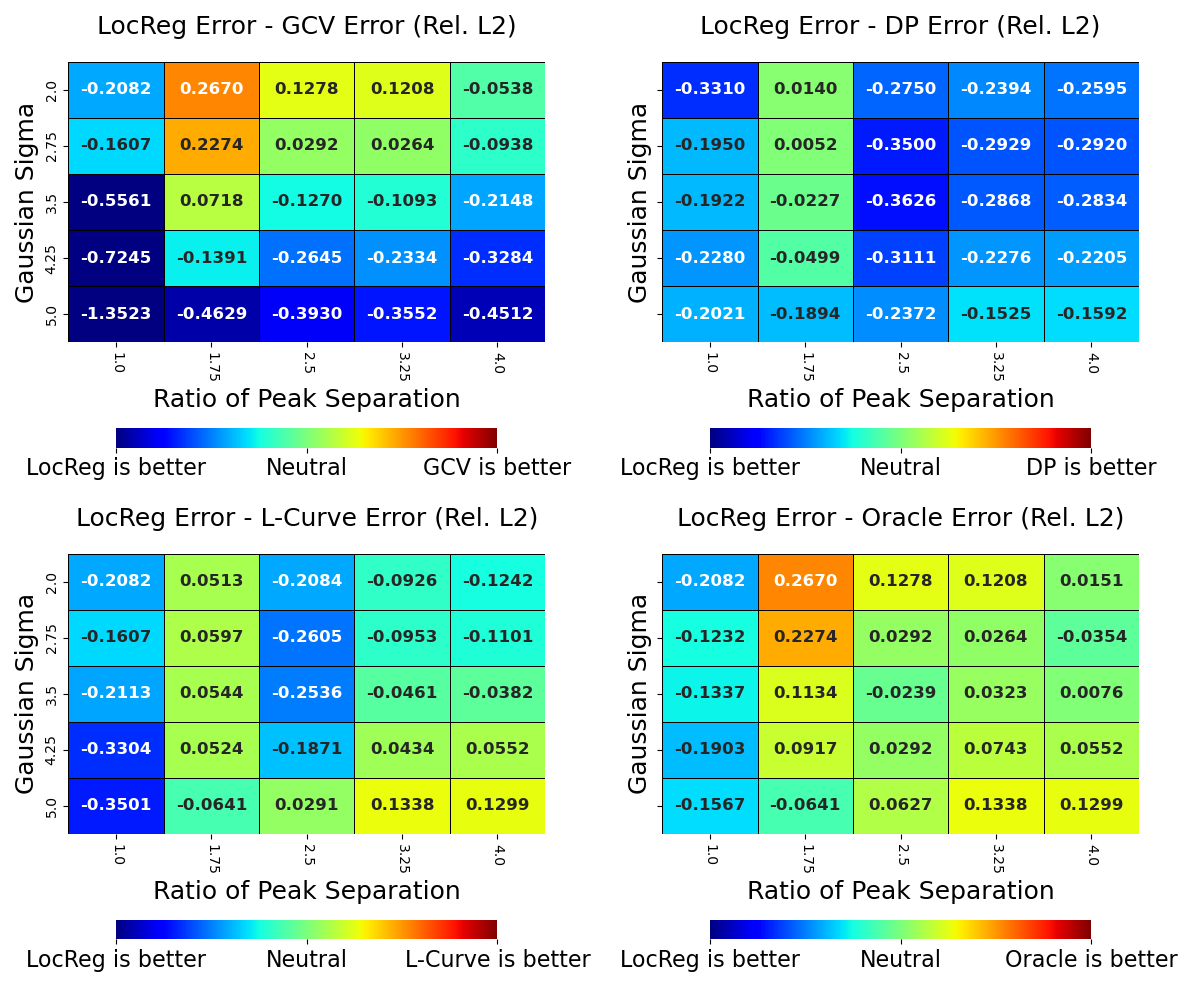 LocReg Error - GCV Error (Rel. L2)
Gaussian Sigma
2.0 -0.2082 0.2670 0.1278 0.1208 -0.0538
2.75 -0.1607 0.2274 0.0292 0.0264 -0.0938
3.5 -0.5561 0.0718 -0.1270 -0.1093 -0.2148
4.25 -0.7245 -0.1391 -0.2645 -0.2334 -0.3284
5.0 -1.3523 -0.4629 -0.3930 -0.3552 -0.4512
1.0 1.75 2.5 3.25 4.0
Ratio of Peak Separation
LocReg is better Neutral GCV is better
LocReg Error - DP Error (Rel. L2)
Gaussian Sigma
-0.3310 0.0140 -0.2750 -0.2394 -0.2595
-0.1950 0.0052 -0.3500 -0.2929 -0.2920
-0.1922 -0.0227 -0.3626 -0.2868 -0.2834
-0.2280 -0.0499 -0.3111 -0.2276 -0.2205
-0.2021 -0.1894 -0.2372 -0.1525 -0.1592
1.0 1.75 2.5 3.25 4.0
Ratio of Peak Separation
LocReg is better Neutral DP is better
LocReg Error - L-Curve Error (Rel. L2)
Gaussian Sigma
2.0 -0.2082 0.0513 -0.2084 -0.0926 -0.1242
2.75 -0.1607 0.0597 -0.2605 -0.0953 -0.1101
3.5 -0.2113 0.0544 -0.2536 -0.0461 -0.0382
4.25 -0.3304 0.0524 -0.1871 0.0434 0.0552
5.0 -0.3501 -0.0641 0.0291 0.1338 0.1299
1.0 1.75 2.5 3.25 4.0
Ratio of Peak Separation
LocReg is better Neutral L-Curve is better
LocReg Error - Oracle Error (Rel. L2)
Gaussian Sigma
-0.2082 0.2670 0.1278 0.1208 0.0151
-0.1232 0.2274 0.0292 0.0264 -0.0354
-0.1337 0.1134 -0.0239 0.0323 0.0076
-0.1903 0.0917 0.0292 0.0743 0.0552
-0.1567 -0.0641 0.0627 0.1338 0.1299
1.0 1.75 2.5 3.25 4.0
Ratio of Peak Separation
LocReg is better Neutral Oracle is better